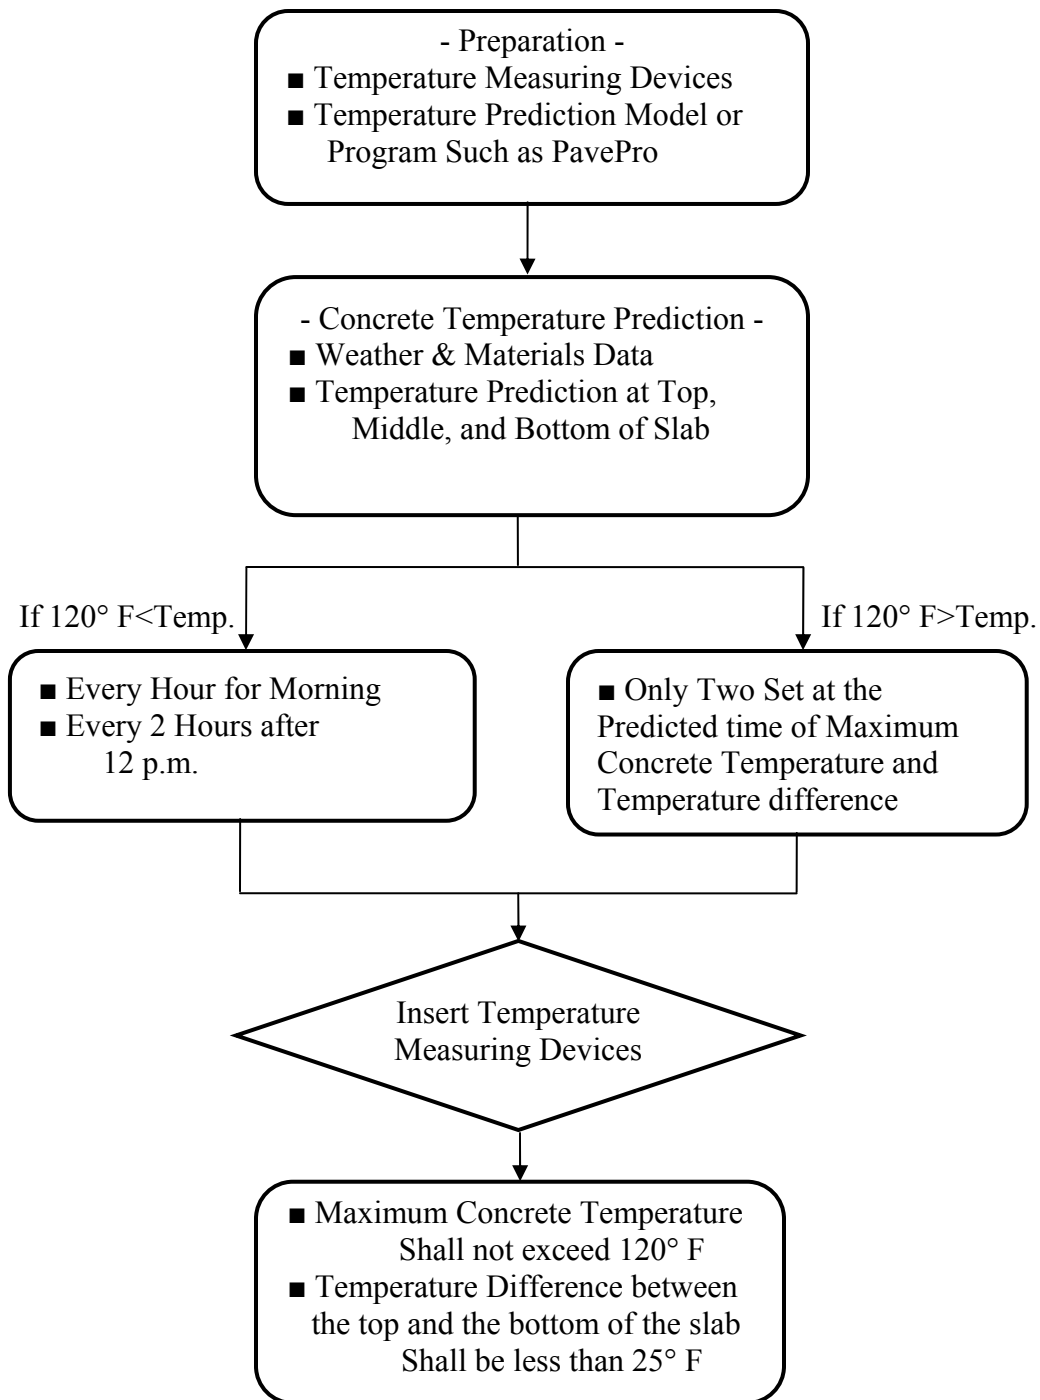 - Preparation -
■ Temperature Measuring Devices
■ Temperature Prediction Model or
Program Such as PavePro
- Concrete Temperature Prediction -
■ Weather & Materials Data
■ Temperature Prediction at Top,
Middle, and Bottom of Slab
If 120° F<Temp.
If 120° F>Temp.
■ Every Hour for Morning
■ Every 2 Hours after
12 p.m.
■ Only Two Set at the
Predicted time of Maximum
Concrete Temperature and
Temperature difference
Insert Temperature
Measuring Devices
■ Maximum Concrete Temperature
Shall not exceed 120° F
■ Temperature Difference between
the top and the bottom of the slab
Shall be less than 25° F